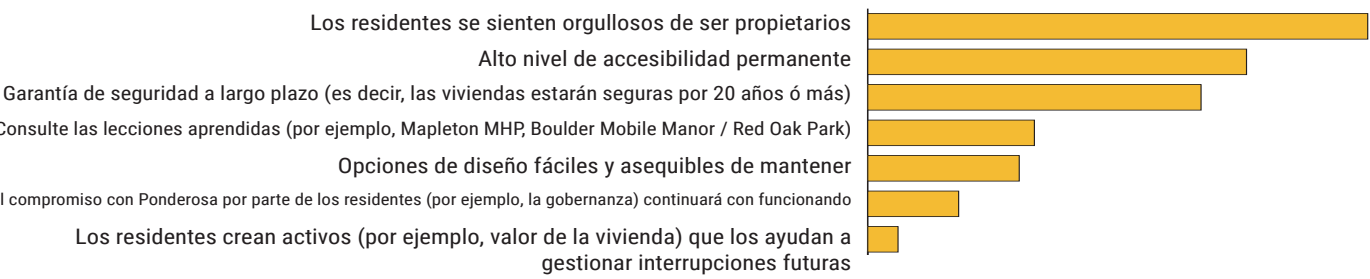 Los residentes se sienten orgullosos de ser propietarios
Alto nivel de accesibilidad permanente
Garantía de seguridad a largo plazo (es decir, las viviendas estarán seguras por 20 años ó más)
Consulte las lecciones aprendidas (por ejemplo, Mapleton MHP, Boulder Mobile Manor / Red Oak Park)
Opciones de diseño fáciles y asequibles de mantener
l compromiso con Ponderosa por parte de los residentes (por ejemplo, la gobernanza) continuará con funcionando
Los residentes crean activos (por ejemplo, valor de la vivienda) que los ayudan a
gestionar interrupciones futuras